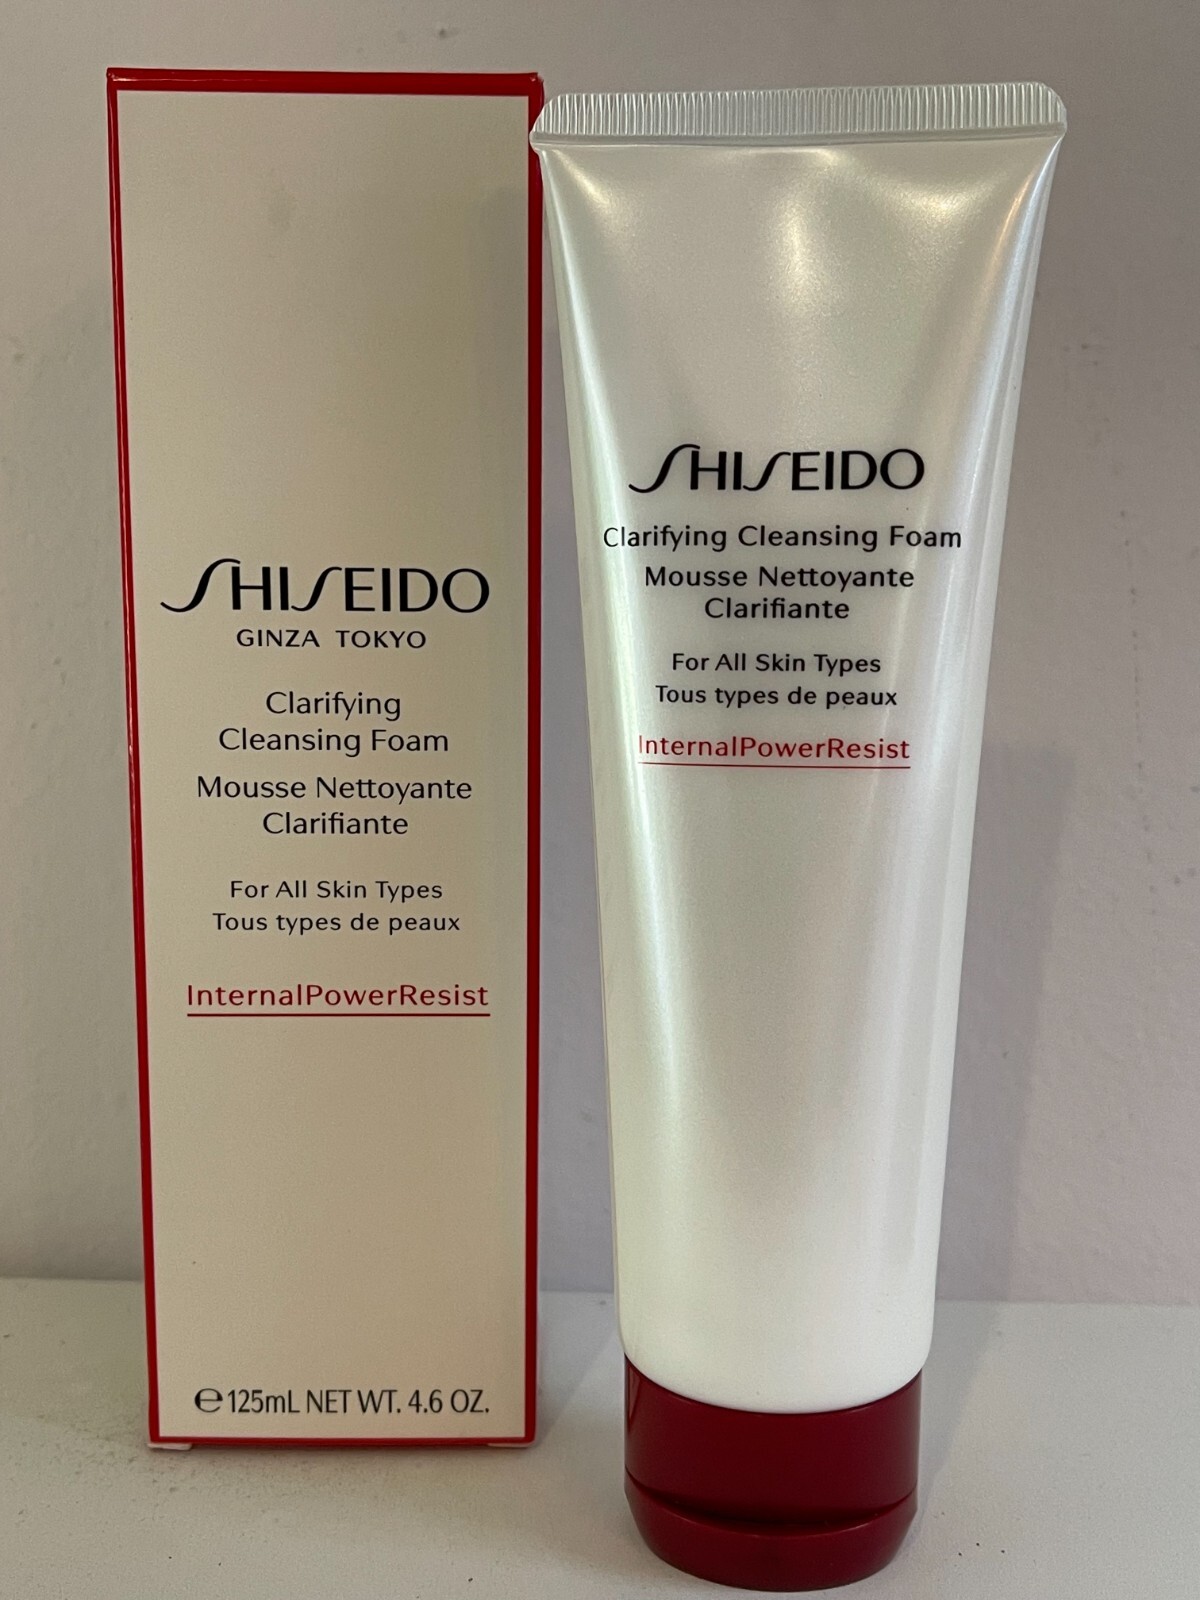 SHISEIDO
GINZA TOKYO
Clarifying
Cleansing Foam
Mousse Nettoyante
Clarifiante
For All Skin Types
Tous types de peaux
InternalPowerResist
℮125mL NET WT. 4.6 OZ.
SHISEIDO
Clarifying Cleansing Foam
Mousse Nettoyante
Clarifiante
For All Skin Types
Tous types de peaux
InternalPowerResist